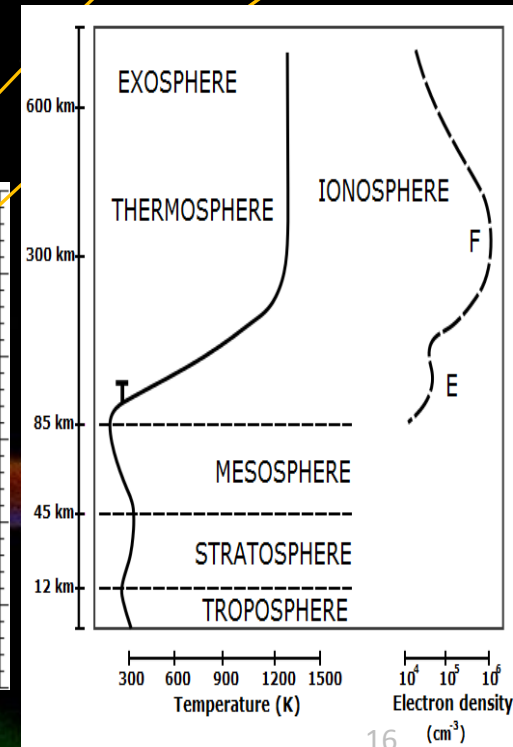 EXOSPHERE
600 km
IONOSPHERE
THERMOSPHERE
F
300 km
T
E
85 km
MESOSPHERE
45 km
STRATOSPHERE
12 km
TROPOSPHERE
300 600 900 1200 1500
Temperature (K)
10⁴ 10⁵ 10⁶
Electron density
(cm⁻³)
16